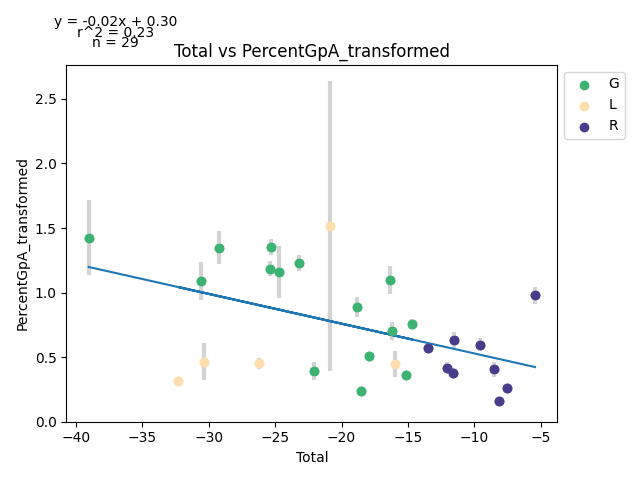 y = -0.02x + 0.30
r^2 = 0.23
n = 29
Total vs PercentGpA_transformed
G
L
R
PercentGpA_transformed
2.5
2.0
1.5
1.0
0.5
0.0
−40 −35 −30 −25 −20 −15 −10 −5
Total